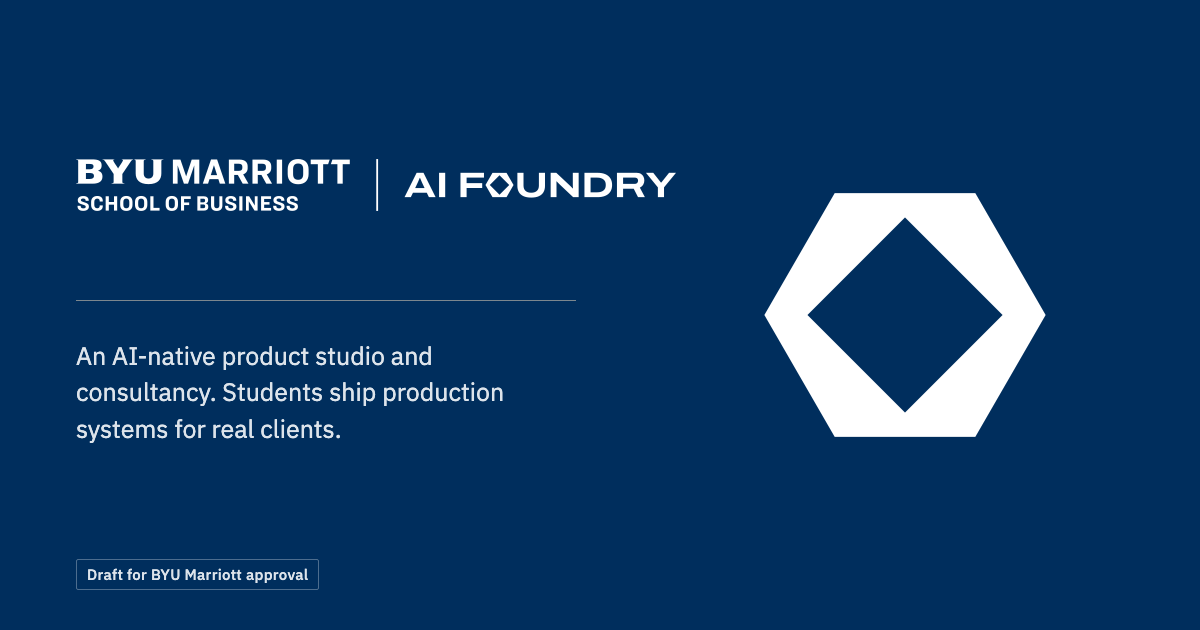 BYU MARRIOTT
SCHOOL OF BUSINESS
AI FOUNDRY
An AI-native product studio and
consultancy. Students ship production
systems for real clients.
Draft for BYU Marriott approval